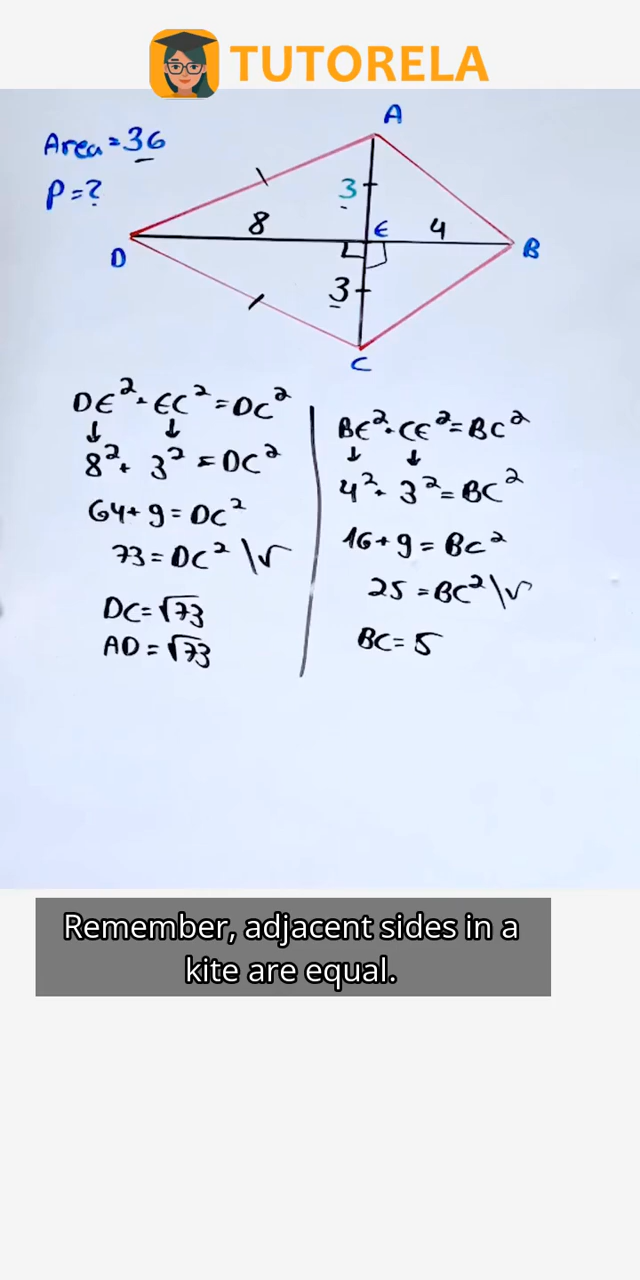 TUTORELA
Area = 36
P = ?
A
3
8
E
4
D
B
3
C
DE² + EC² = DC²
8² + 3² = DC²
64 + 9 = DC²
73 = DC² \√
DC = √73
AD = √73
BE² + CE² = BC²
4² + 3² = BC²
16 + 9 = BC²
25 = BC² \√
BC = 5
Remember, adjacent sides in a
kite are equal.